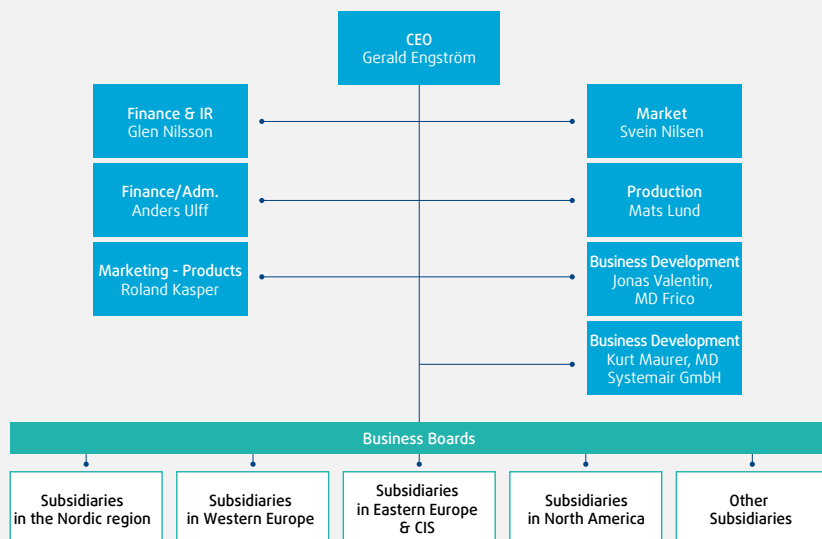 CEO
Gerald Engström
Finance & IR
Glen Nilsson
Market
Svein Nilsen
Finance/Adm.
Anders Ulff
Production
Mats Lund
Marketing - Products
Roland Kasper
Business Development
Jonas Valentin,
MD Frico
Business Development
Kurt Maurer, MD
Systemair GmbH
Business Boards
Subsidiaries
in the Nordic region
Subsidiaries
in Western Europe
Subsidiaries
in Eastern Europe
& CIS
Subsidiaries
in North America
Other
Subsidiaries